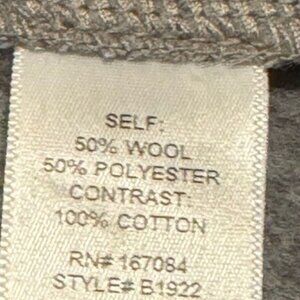 SELF:
50% WOOL
50% POLYESTER
CONTRAST:
100% COTTON
RN# 167084
STYLE# B1922